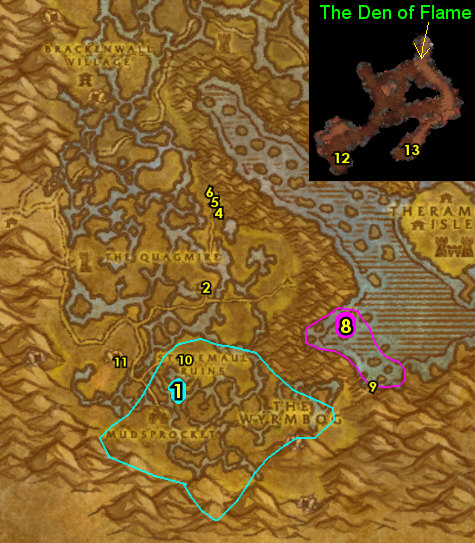 The Den of Flame
12
13
BRACKENWALL
VILLAGE
6
5
4
THERAM
ISLE
THE QUAGMIRE
2
8
10
EMAUL
RUINS
11
9
1
THE
WYRMBOG
MUDSPROCKET